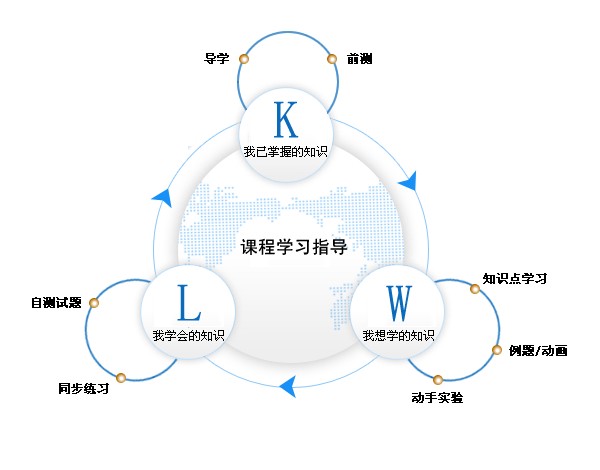 导学
前测
K
我已掌握的知识
课程学习指导
L
我学会的知识
W
我想学的知识
知识点学习
自测试题
例题/动画
同步练习
动手实验